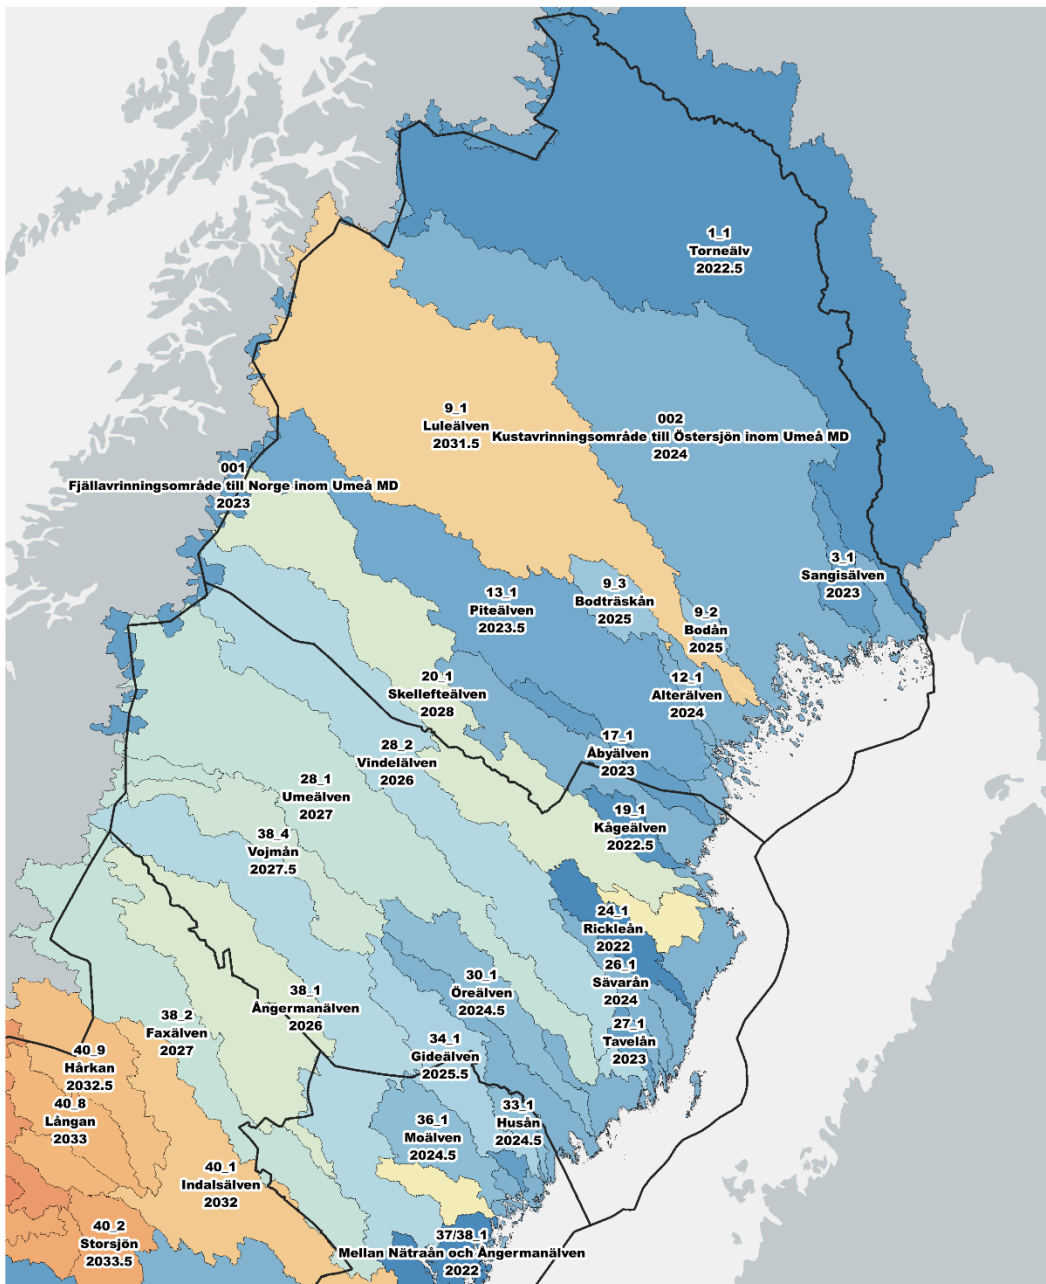 1_1
Torneälv
2022.5
9_1
Luleälven
2031.5
002
Kustavrinningsområde till Östersjön inom Umeå MD
2024
001
Fjällavrinningsområde till Norge inom Umeå MD
2023
3_1
Sangisälven
2023
13_1
Piteälven
2023.5
9_3
Bodträskån
2025
9_2
Bodån
2025
20_1
Skellefteälven
2028
12_1
Alterälven
2024
28_2
Vindelälven
2026
17_1
Åbyälven
2023
28_1
Umeälven
2027
19_1
Kågeälven
2022.5
38_4
Vojmån
2027.5
24_1
Rickleån
2022
26_1
Sävarån
2024
30_1
Öreälven
2024.5
38_1
Ångermanälven
2026
38_2
Faxälven
2027
27_1
Tavelån
2023
34_1
Gideälven
2025.5
40_9
Hårkan
2032.5
40_8
Långan
2033
33_1
Husån
2024.5
36_1
Moälven
2024.5
40_1
Indalsälven
2032
40_2
Storsjön
2033.5
37/38_1
Mellan Nätraån och Ångermanälven
2022